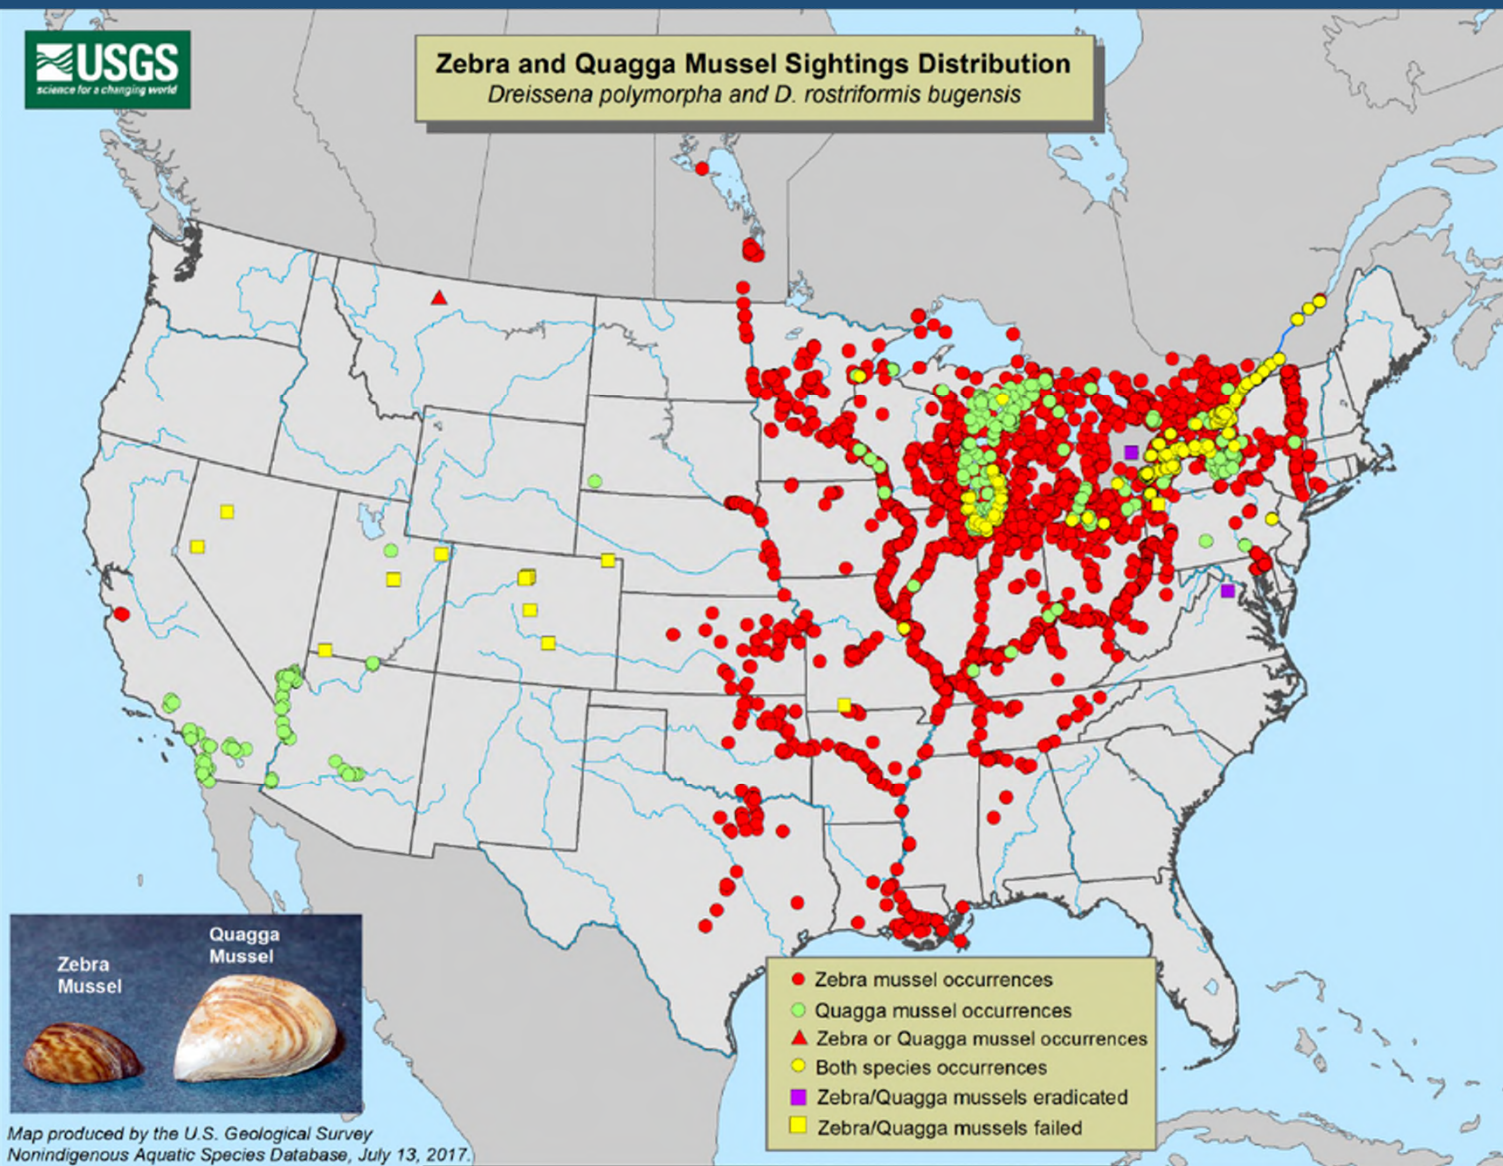 USGS
science for a changing world
Zebra and Quagga Mussel Sightings Distribution
Dreissena polymorpha and D. rostriformis bugensis
Zebra
Mussel
Quagga
Mussel
Zebra mussel occurrences
Quagga mussel occurrences
Zebra or Quagga mussel occurrences
Both species occurrences
Zebra/Quagga mussels eradicated
Zebra/Quagga mussels failed
Map produced by the U.S. Geological Survey
Nonindigenous Aquatic Species Database, July 13, 2017.